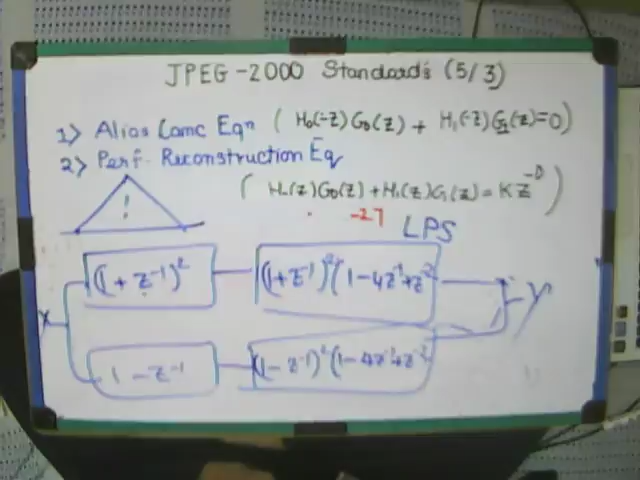 JPEG-2000 Standard's (5/3)
1) Alias Canc Eqn ( H₀(-z)G₀(z) + H₁(-z)G₁(z)=0 )
2) Perf. Reconstruction Eq
( H₀(z)G₀(z) + H₁(z)G₁(z) = K z^-D )
!
-27
LPS
(1 + z⁻¹)²
(1+z⁻¹)²(1-4z⁻¹+z⁻²)
X
Y
1 - z⁻¹
(1-z⁻¹)²(1-4z⁻¹+z⁻²)